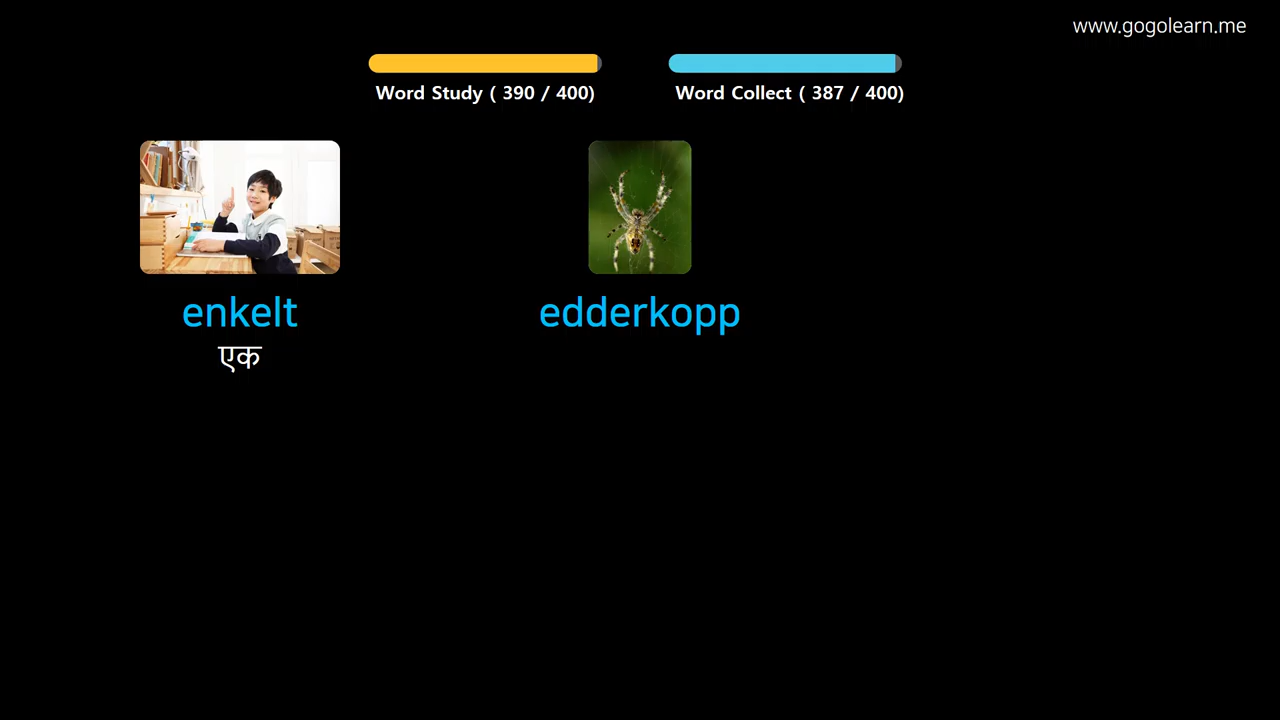 www.gogolearn.me
Word Study ( 390 / 400)
Word Collect ( 387 / 400)
enkelt
edderkopp
एक